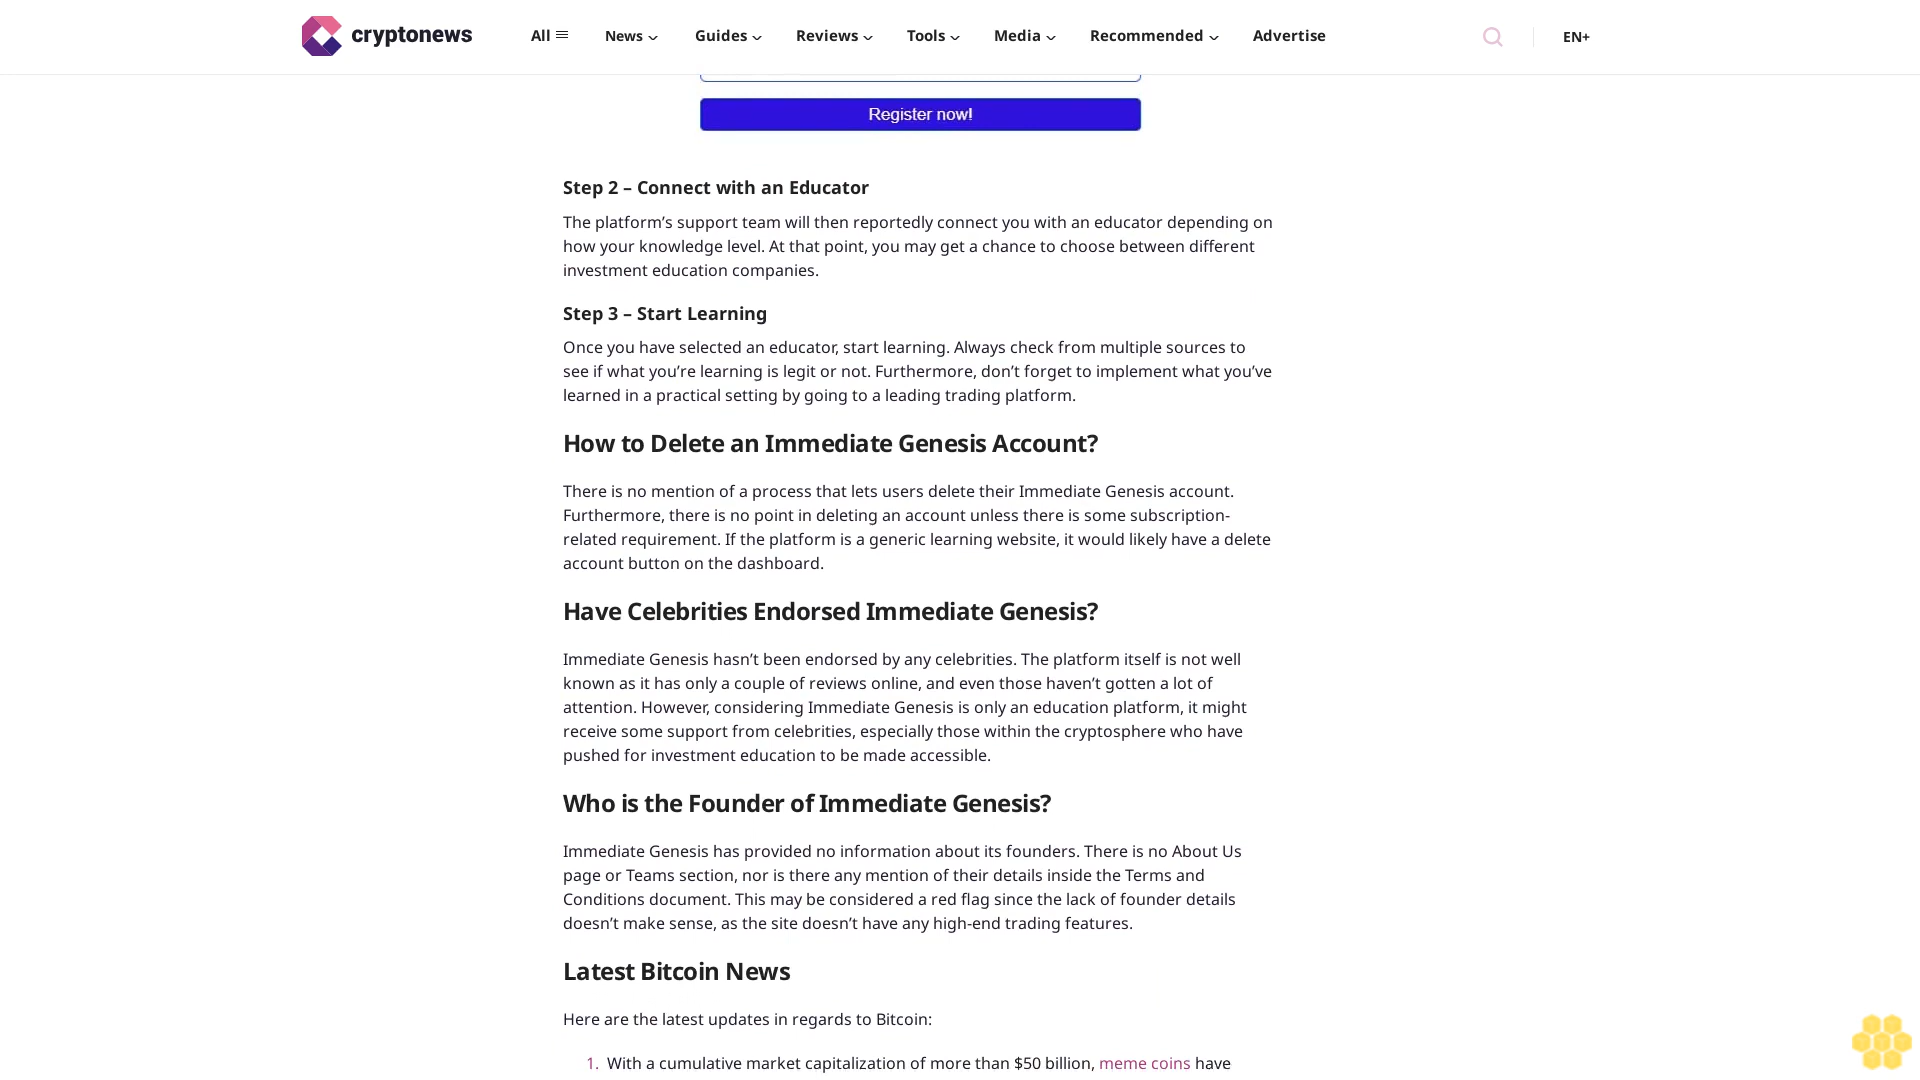 cryptonews All News Guides Reviews Tools Media Recommended Advertise EN+
Register now!
Step 2 – Connect with an Educator
The platform’s support team will then reportedly connect you with an educator depending on
how your knowledge level. At that point, you may get a chance to choose between different
investment education companies.
Step 3 – Start Learning
Once you have selected an educator, start learning. Always check from multiple sources to
see if what you’re learning is legit or not. Furthermore, don’t forget to implement what you’ve
learned in a practical setting by going to a leading trading platform.
How to Delete an Immediate Genesis Account?
There is no mention of a process that lets users delete their Immediate Genesis account.
Furthermore, there is no point in deleting an account unless there is some subscription-
related requirement. If the platform is a generic learning website, it would likely have a delete
account button on the dashboard.
Have Celebrities Endorsed Immediate Genesis?
Immediate Genesis hasn’t been endorsed by any celebrities. The platform itself is not well
known as it has only a couple of reviews online, and even those haven’t gotten a lot of
attention. However, considering Immediate Genesis is only an education platform, it might
receive some support from celebrities, especially those within the cryptosphere who have
pushed for investment education to be made accessible.
Who is the Founder of Immediate Genesis?
Immediate Genesis has provided no information about its founders. There is no About Us
page or Teams section, nor is there any mention of their details inside the Terms and
Conditions document. This may be considered a red flag since the lack of founder details
doesn’t make sense, as the site doesn’t have any high-end trading features.
Latest Bitcoin News
Here are the latest updates in regards to Bitcoin:
1. With a cumulative market capitalization of more than $50 billion, meme coins have